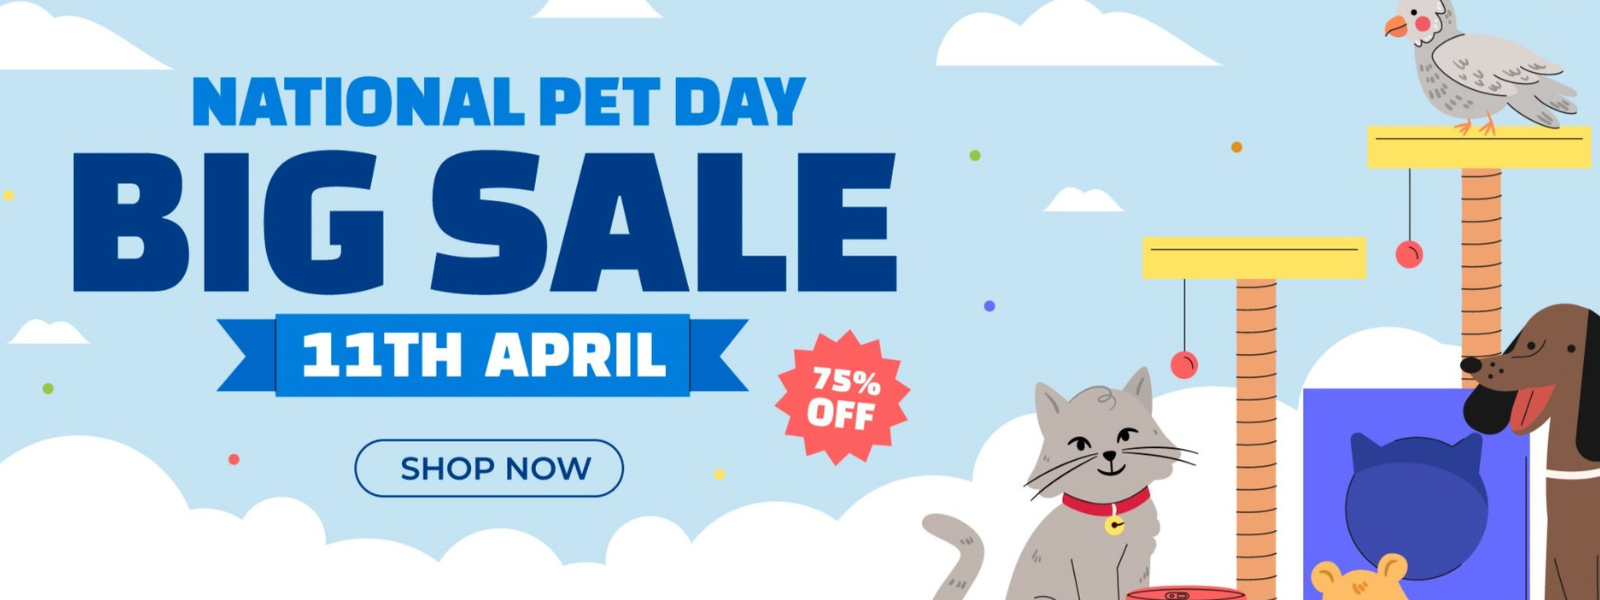 NATIONAL PET DAY
BIG SALE
11TH APRIL
75%
OFF
SHOP NOW